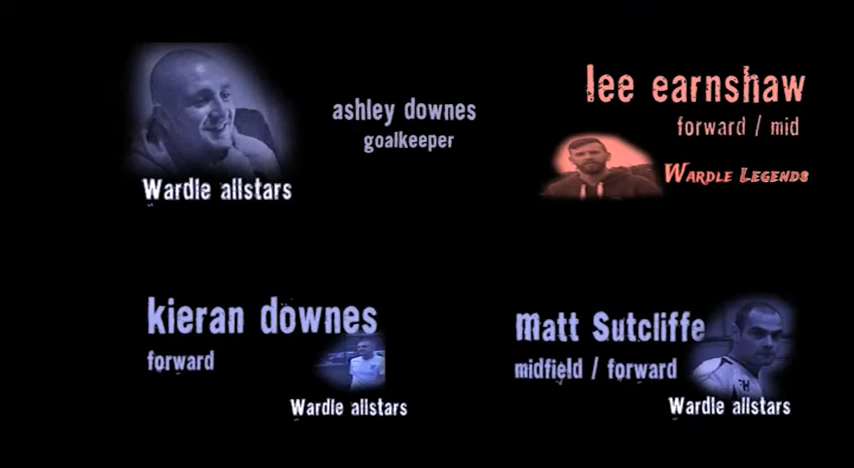 ashley downes
goalkeeper
Wardle allstars
lee earnshaw
forward / mid
Wardle Legends
kieran downes
forward
Wardle allstars
matt Sutcliffe
midfield / forward
Wardle allstars